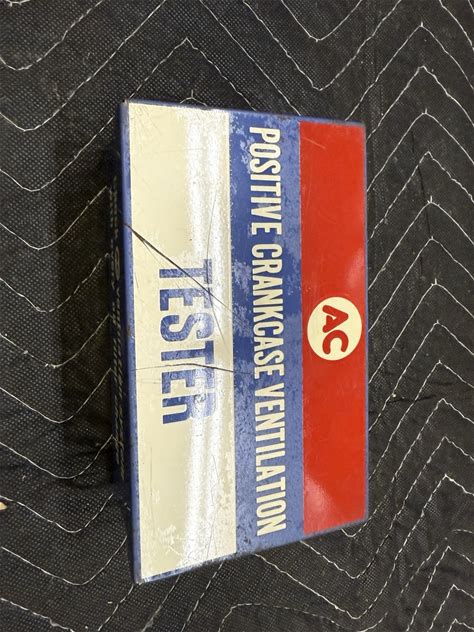 AC
POSITIVE CRANKCASE VENTILATION
TESTER